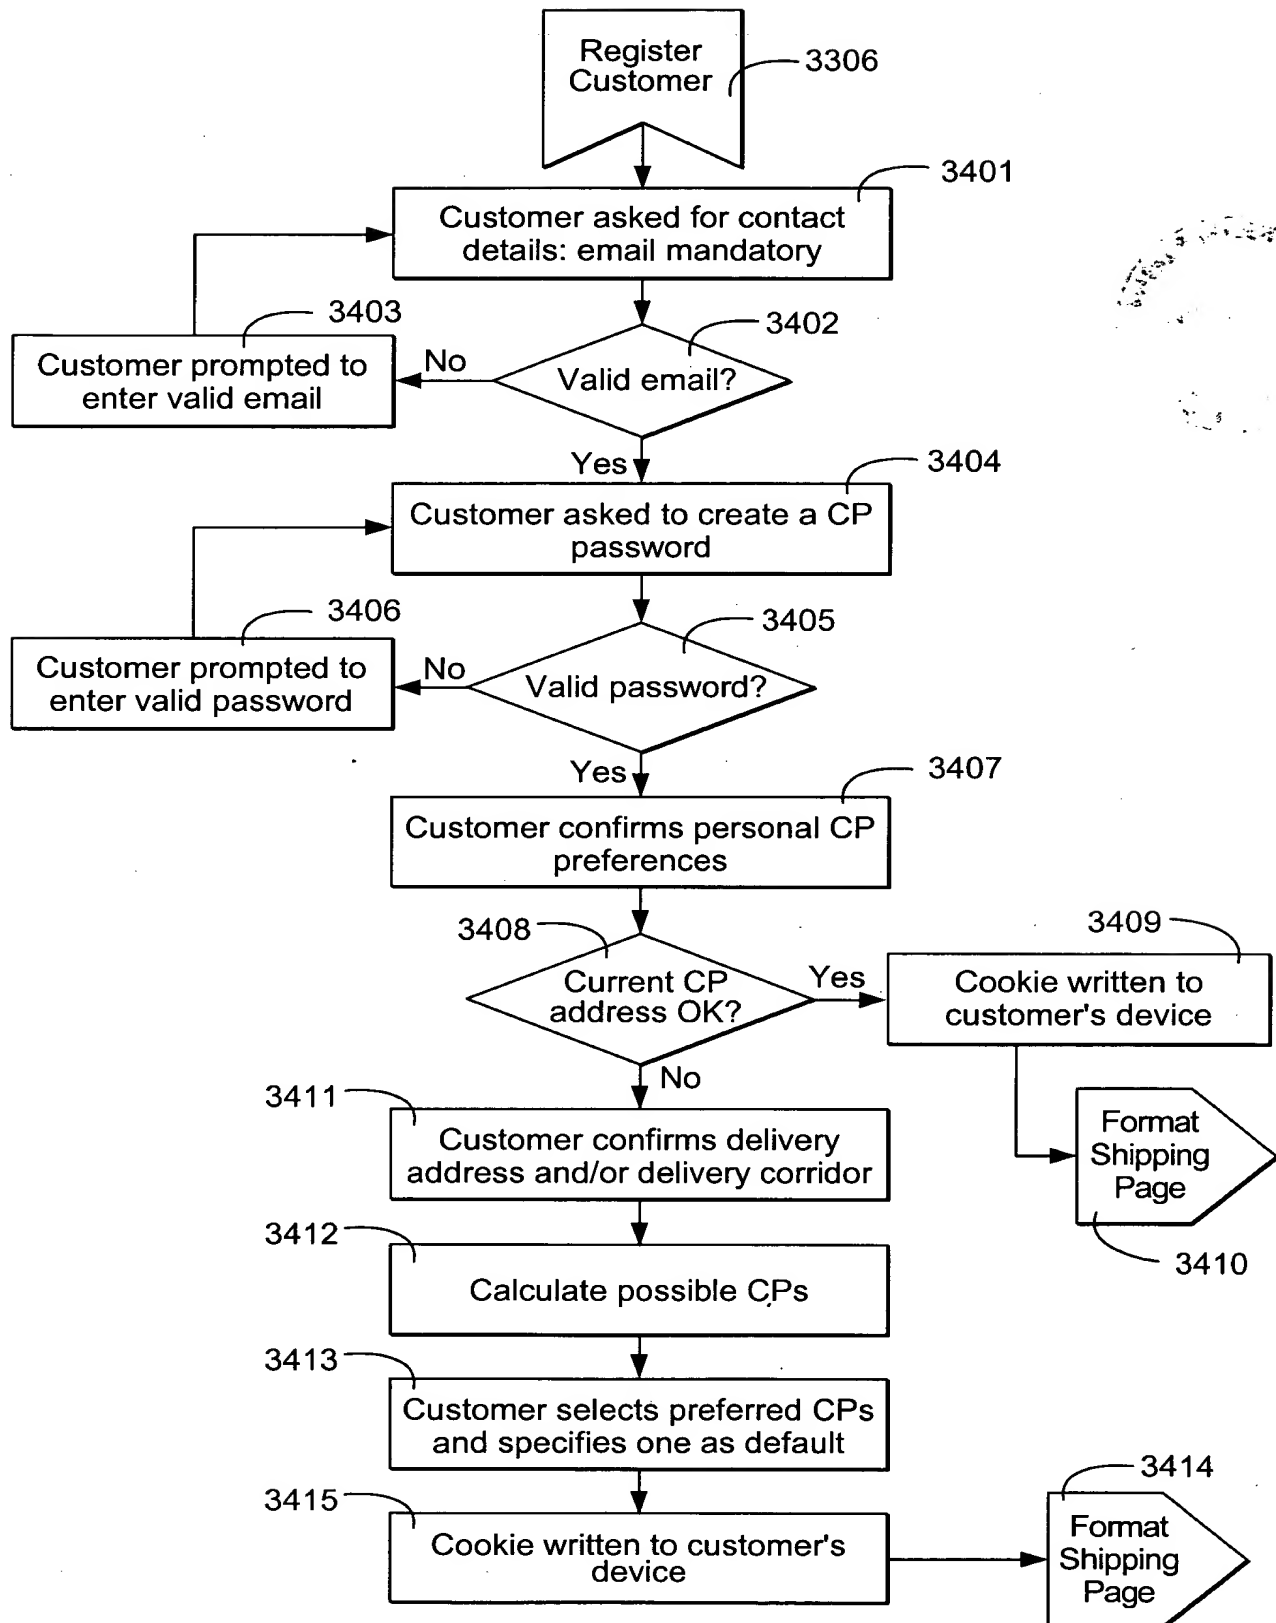 Register
Customer
3306
3401
Customer asked for contact
details: email mandatory
3403
3402
Customer prompted to
enter valid email
No
Valid email?
Yes
3404
Customer asked to create a CP
password
3406
3405
Customer prompted to
enter valid password
No
Valid password?
Yes
3407
Customer confirms personal CP
preferences
3408
3409
Current CP
address OK?
Yes
Cookie written to
customer's device
No
3411
Customer confirms delivery
address and/or delivery corridor
Format
Shipping
Page
3410
3412
Calculate possible CPs
3413
Customer selects preferred CPs
and specifies one as default
3415
Cookie written to customer's
device
3414
Format
Shipping
Page